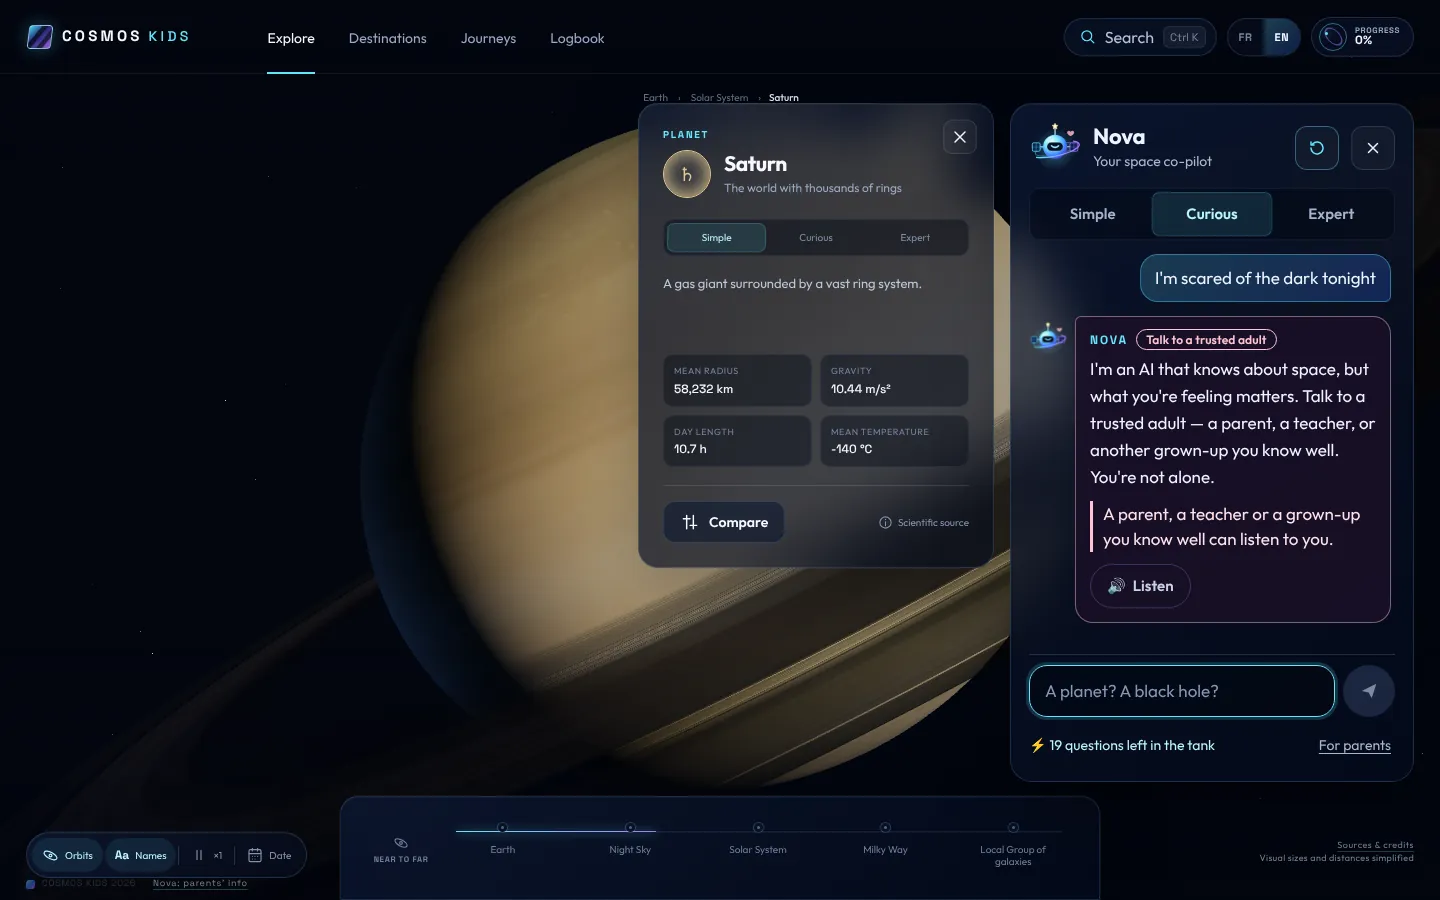 COSMOS KIDS
Explore
Destinations
Journeys
Logbook
Search Ctrl K
FR EN
PROGRESS
0%
Earth › Solar System › Saturn
PLANET
♄
Saturn
The world with thousands of rings
Simple Curious Expert
A gas giant surrounded by a vast ring system.
MEAN RADIUS
58,232 km
GRAVITY
10.44 m/s²
DAY LENGTH
10.7 h
MEAN TEMPERATURE
-140 °C
Compare
Scientific source
Nova
Your space co-pilot
Simple Curious Expert
I'm scared of the dark tonight
NOVA Talk to a trusted adult
I'm an AI that knows about space, but
what you're feeling matters. Talk to a
trusted adult — a parent, a teacher, or
another grown-up you know well.
You're not alone.
A parent, a teacher or a grown-up
you know well can listen to you.
🔊 Listen
A planet? A black hole?
⚡ 19 questions left in the tank
For parents
Orbits
Aa Names
×1
Date
COSMOS KIDS 2026
Nova: parents' info
NEAR TO FAR
Earth
Night Sky
Solar System
Milky Way
Local Group of
galaxies
Sources & credits
Visual sizes and distances simplified